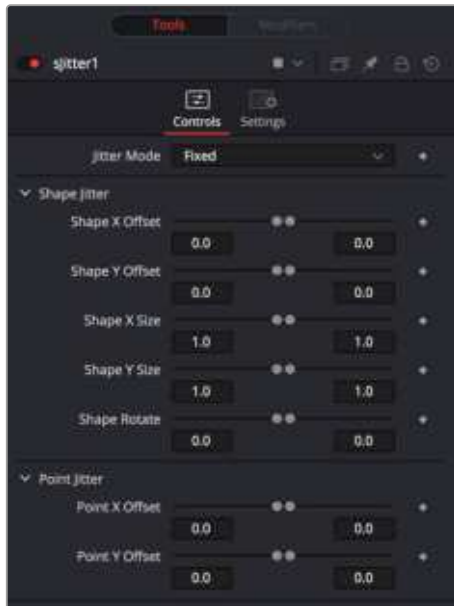 Tools Modifiers
sJitter1
Controls Settings
Jitter Mode Fixed
Shape Jitter
Shape X Offset
0.0 0.0
Shape Y Offset
0.0 0.0
Shape X Size
1.0 1.0
Shape Y Size
1.0 1.0
Shape Rotate
0.0 0.0
Point Jitter
Point X Offset
0.0 0.0
Point Y Offset
0.0 0.0